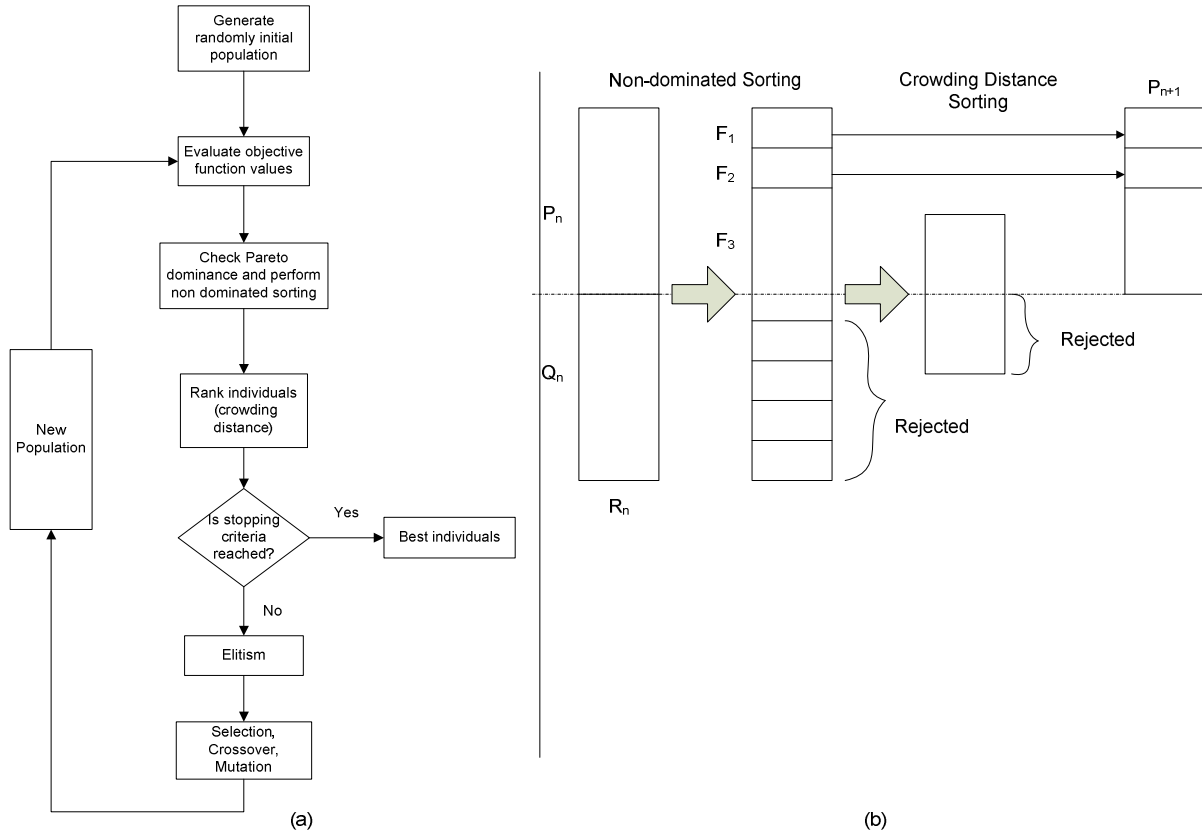 Generate
randomly initial
population
Evaluate objective
function values
Check Pareto
dominance and perform
non dominated sorting
Rank individuals
(crowding
distance)
New
Population
Is stopping
criteria
reached?
Yes
Best individuals
No
Elitism
Selection,
Crossover,
Mutation
(a)
Non-dominated Sorting
Crowding Distance
Sorting
Pn+1
F1
F2
Pn
F3
Qn
Rejected
Rejected
Rn
(b)